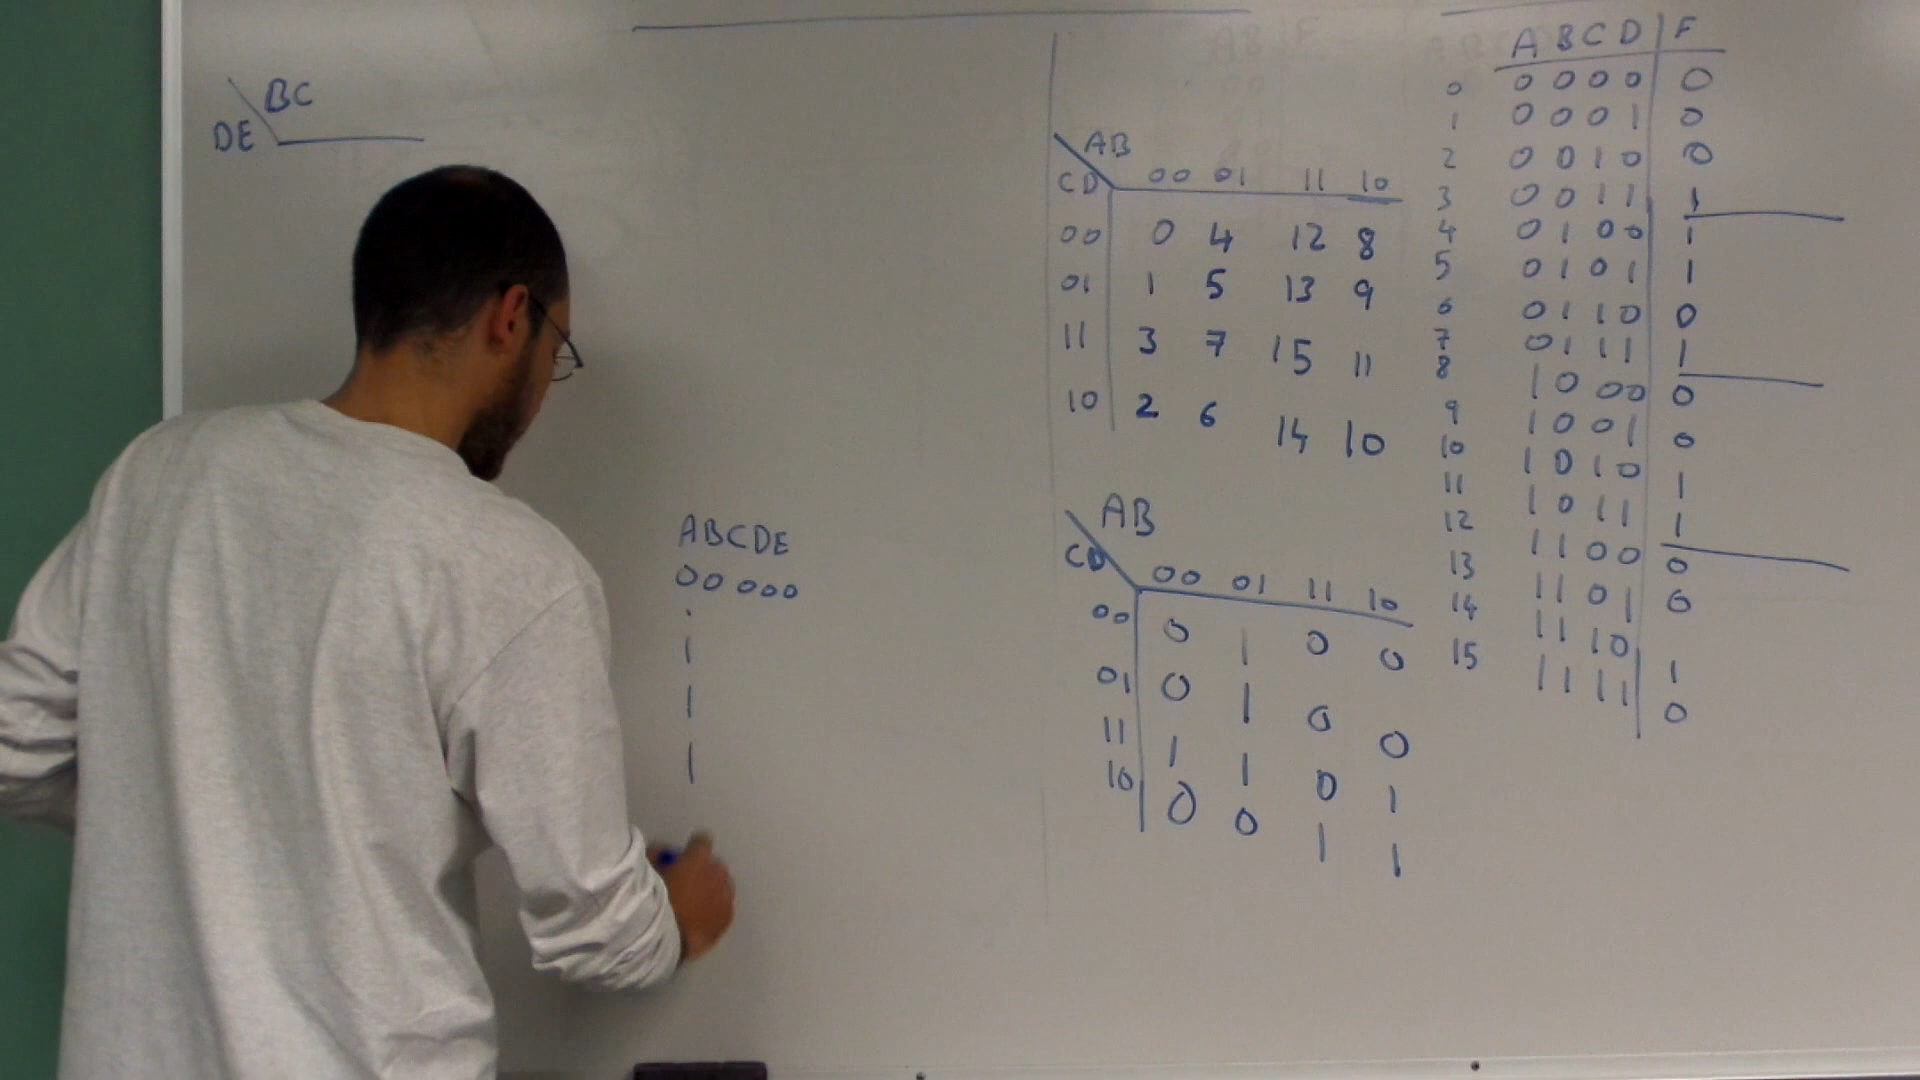 BC
DE
ABCDE
00000
AB
CD 00 01 11 10
00 0 4 12 8
01 1 5 13 9
11 3 7 15 11
10 2 6 14 10
AB
CD 00 01 11 10
00 0 1 0 0
01 0 1 0 0
11 1 1 0 1
10 0 0 1 1
A B C D F
0 0 0 0 0 0
1 0 0 0 1 0
2 0 0 1 0 0
3 0 0 1 1 1
4 0 1 0 0 1
5 0 1 0 1 1
6 0 1 1 0 0
7 0 1 1 1 1
8 1 0 0 0 0
9 1 0 0 1 0
10 1 0 1 0 1
11 1 0 1 1 1
12 1 1 0 0 0
13 1 1 0 1 0
14 1 1 1 0 1
15 1 1 1 1 0